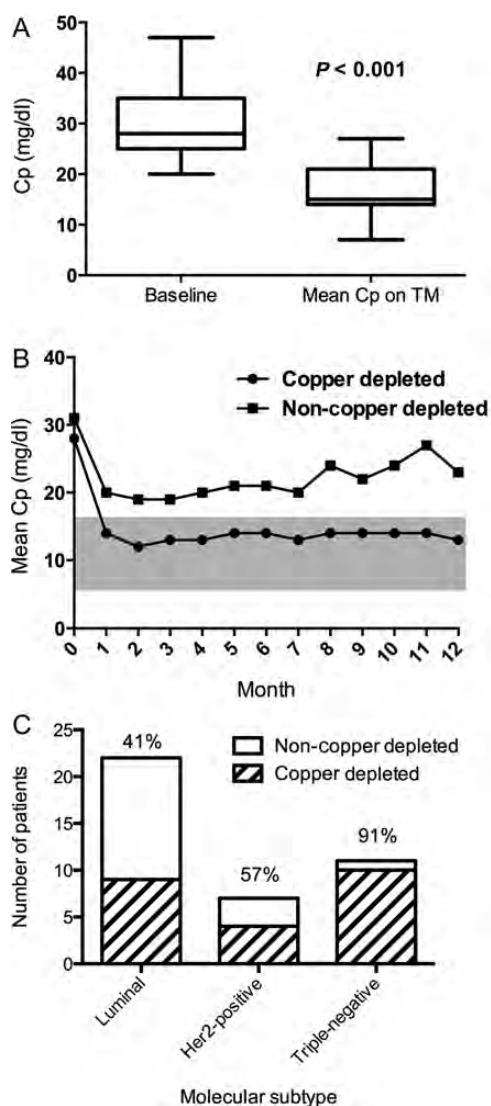 A
50
40
30
20
10
0
Cp (mg/dl)
P < 0.001
Baseline
Mean Cp on TM
B
40
30
20
10
0
Mean Cp (mg/dl)
Copper depleted
Non-copper depleted
0 1 2 3 4 5 6 7 8 9 10 11 12
Month
C
25
20
15
10
5
0
Number of patients
Non-copper depleted
Copper depleted
41%
57%
91%
Luminal
Her2-positive
Triple-negative
Molecular subtype